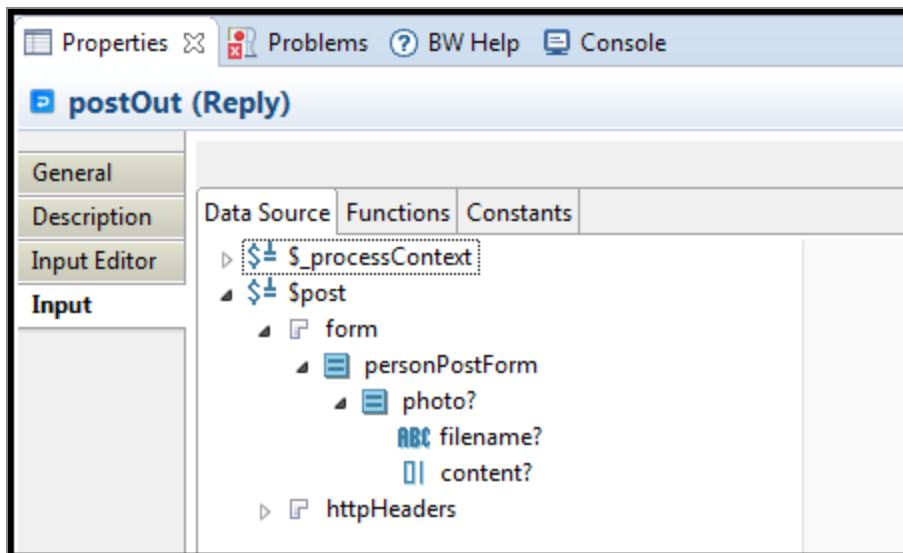 Properties Problems BW Help Console
postOut (Reply)
General
Description
Input Editor
Input
Data Source Functions Constants
$_processContext
$post
form
personPostForm
photo?
ABC filename?
content?
httpHeaders